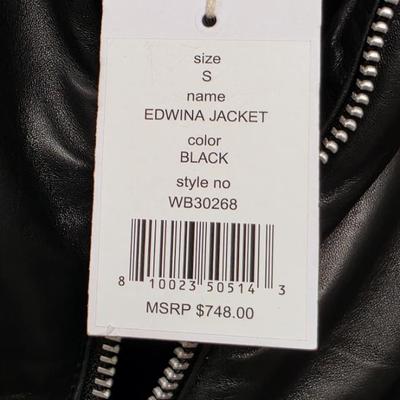 size
S
name
EDWINA JACKET
color
BLACK
style no
WB30268
8 10023 50514 3
MSRP $748.00